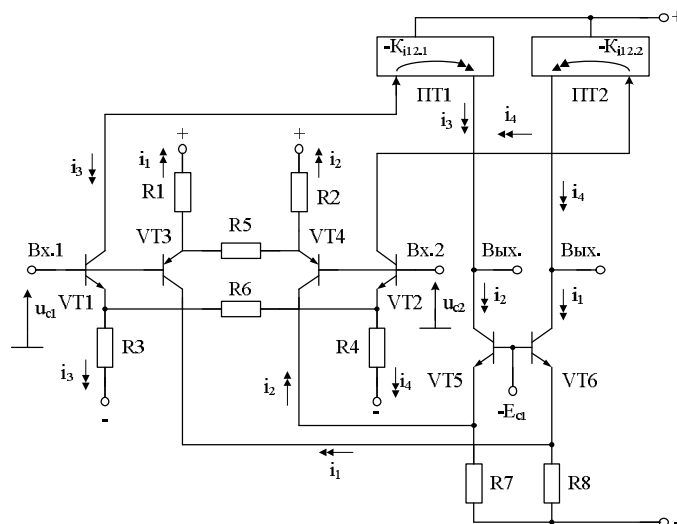 +
-Ki12.1
-Ki12.2
ПТ1
ПТ2
i3
i4
i3
i4
+
i1
+
i2
R1
R2
VT3
R5
VT4
Вх.1
Вх.2
Вых.
Вых.
VT1
R6
VT2
uc1
uc2
i2
i1
R3
R4
i3
i2
i4
VT5
VT6
-Ec1
-
-
i1
R7
R8
-